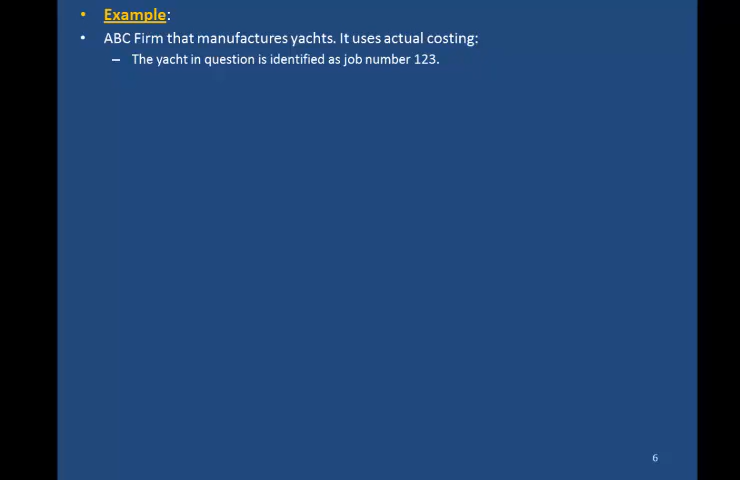 • Example:
• ABC Firm that manufactures yachts. It uses actual costing:
– The yacht in question is identified as job number 123.
6